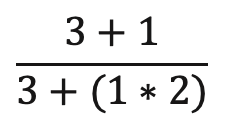 3 + 1
3 + (1 * 2)